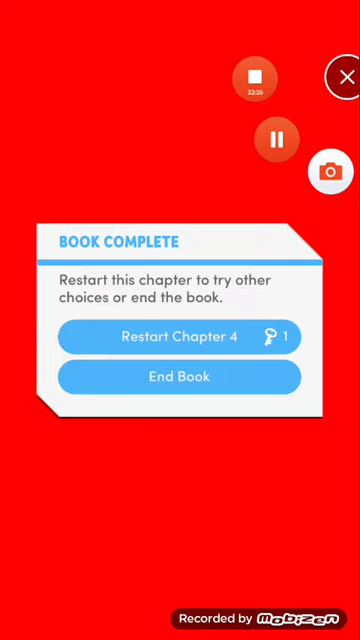 23:26
BOOK COMPLETE
Restart this chapter to try other
choices or end the book.
Restart Chapter 4 1
End Book
Recorded by mobizen